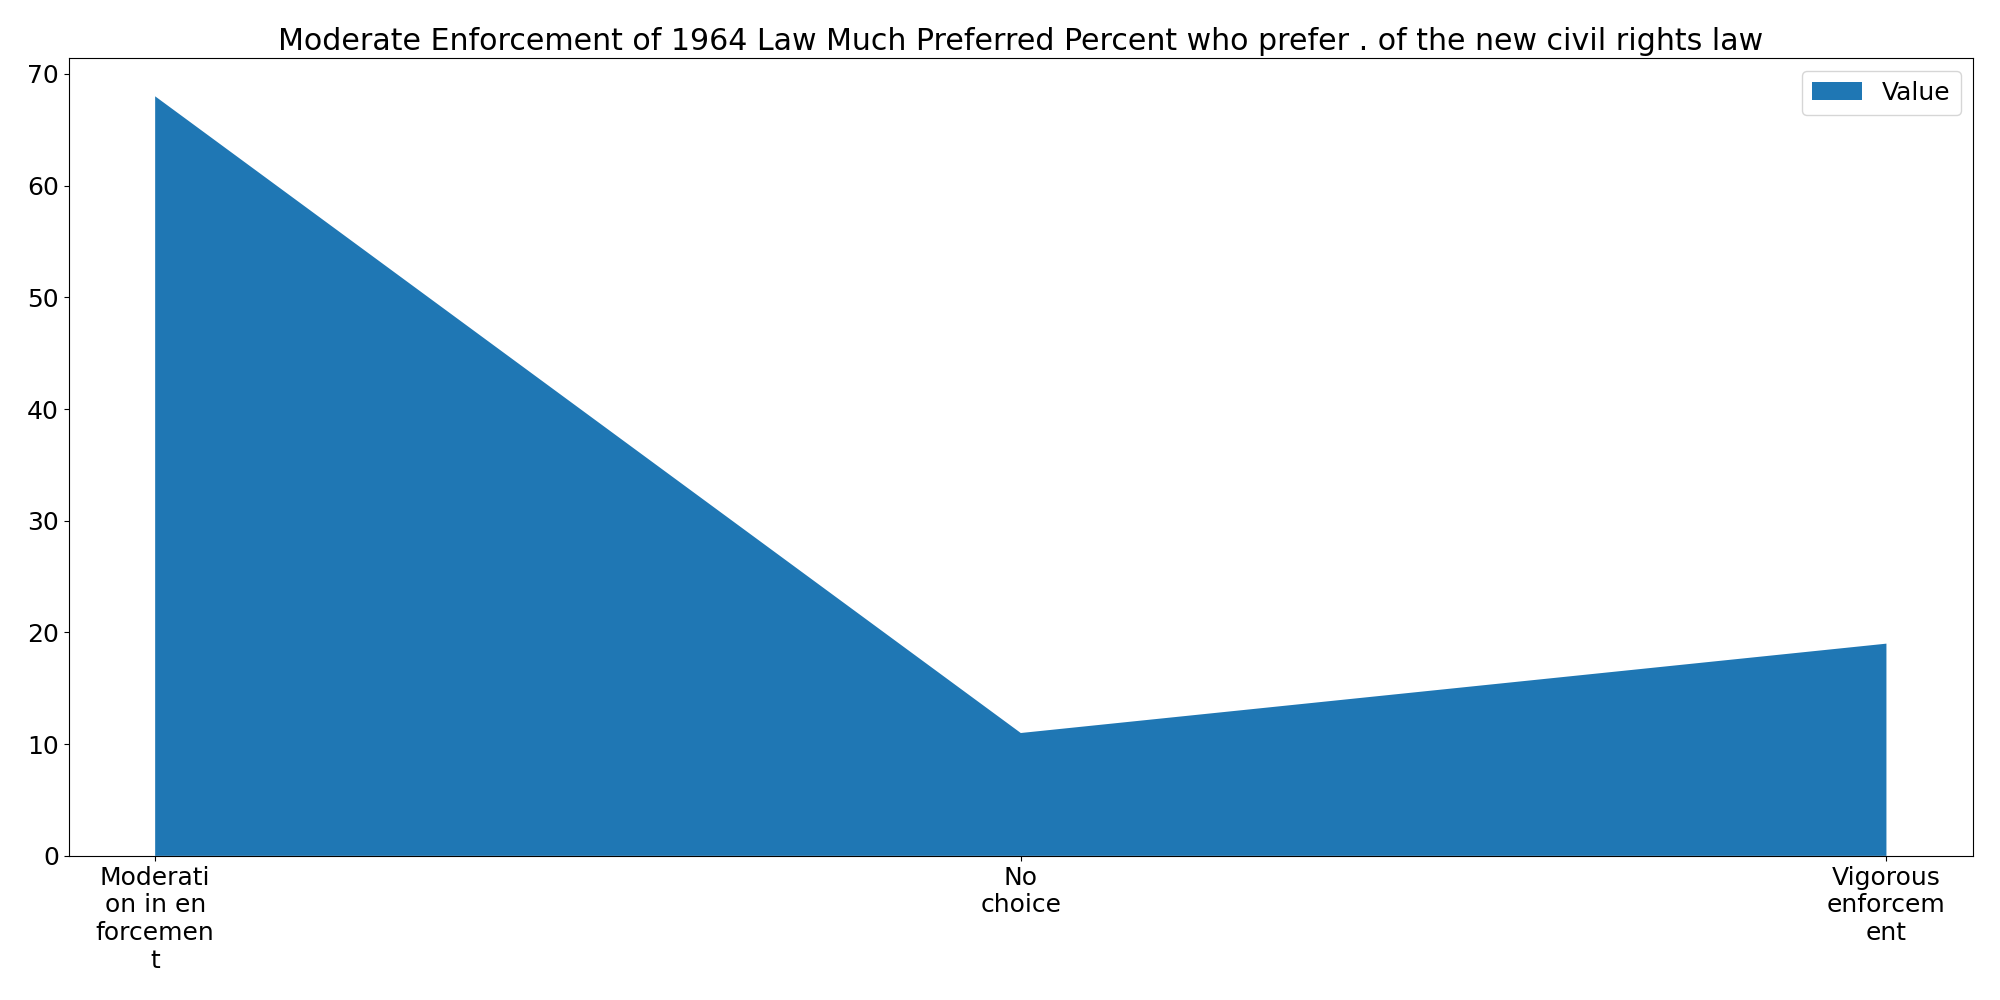 Moderate Enforcement of 1964 Law Much Preferred Percent who prefer . of the new civil rights law
Value
70
60
50
40
30
20
10
0
Moderati
on in en
forcemen
t
No
choice
Vigorous
enforcem
ent